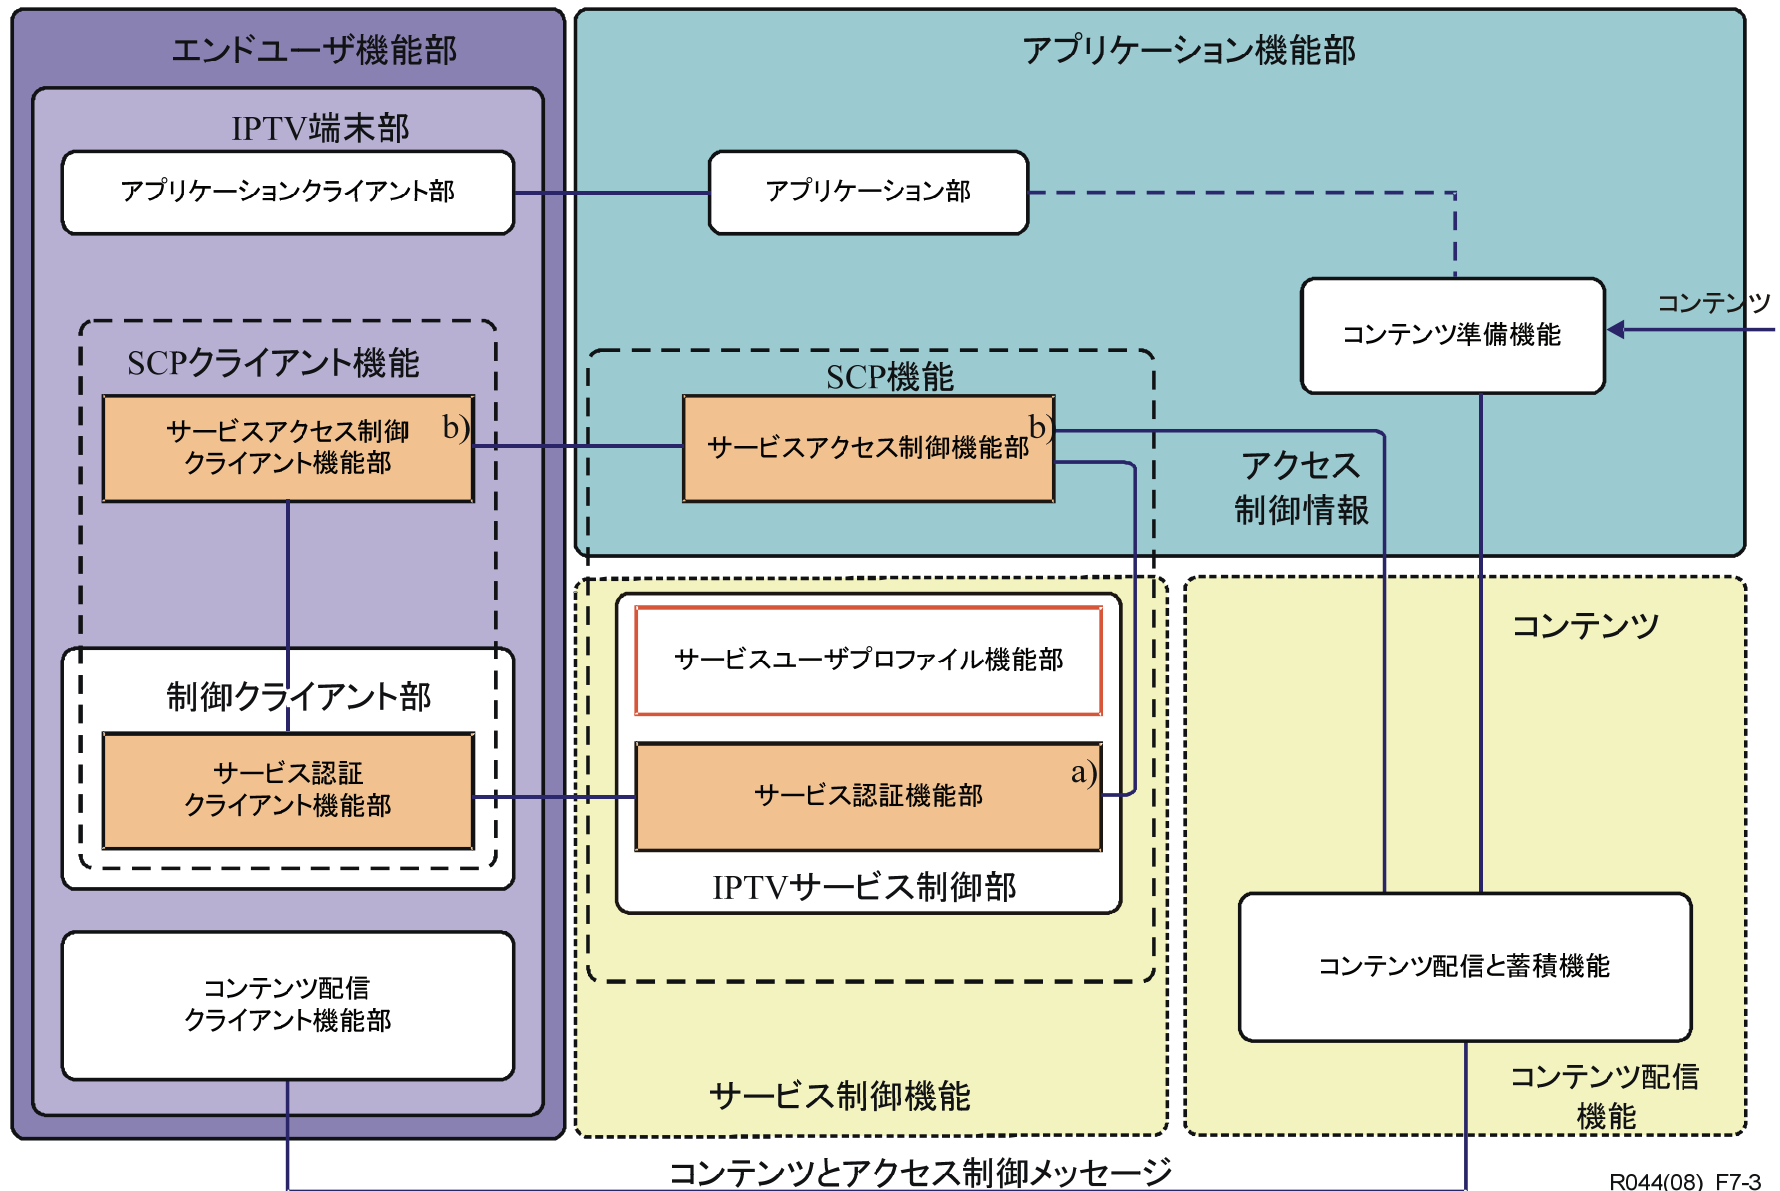 エンドユーザ機能部
アプリケーション機能部
IPTV端末部
アプリケーションクライアント部
アプリケーション部
コンテンツ
コンテンツ準備機能
SCPクライアント機能
SCP機能
サービスアクセス制御
クライアント機能部
b)
サービスアクセス制御機能部
b)
アクセス
制御情報
コンテンツ
サービスユーザプロファイル機能部
制御クライアント部
サービス認証
クライアント機能部
サービス認証機能部
a)
IPTVサービス制御部
コンテンツ配信
クライアント機能部
コンテンツ配信と蓄積機能
サービス制御機能
コンテンツ配信
機能
コンテンツとアクセス制御メッセージ
R044(08)_F7-3